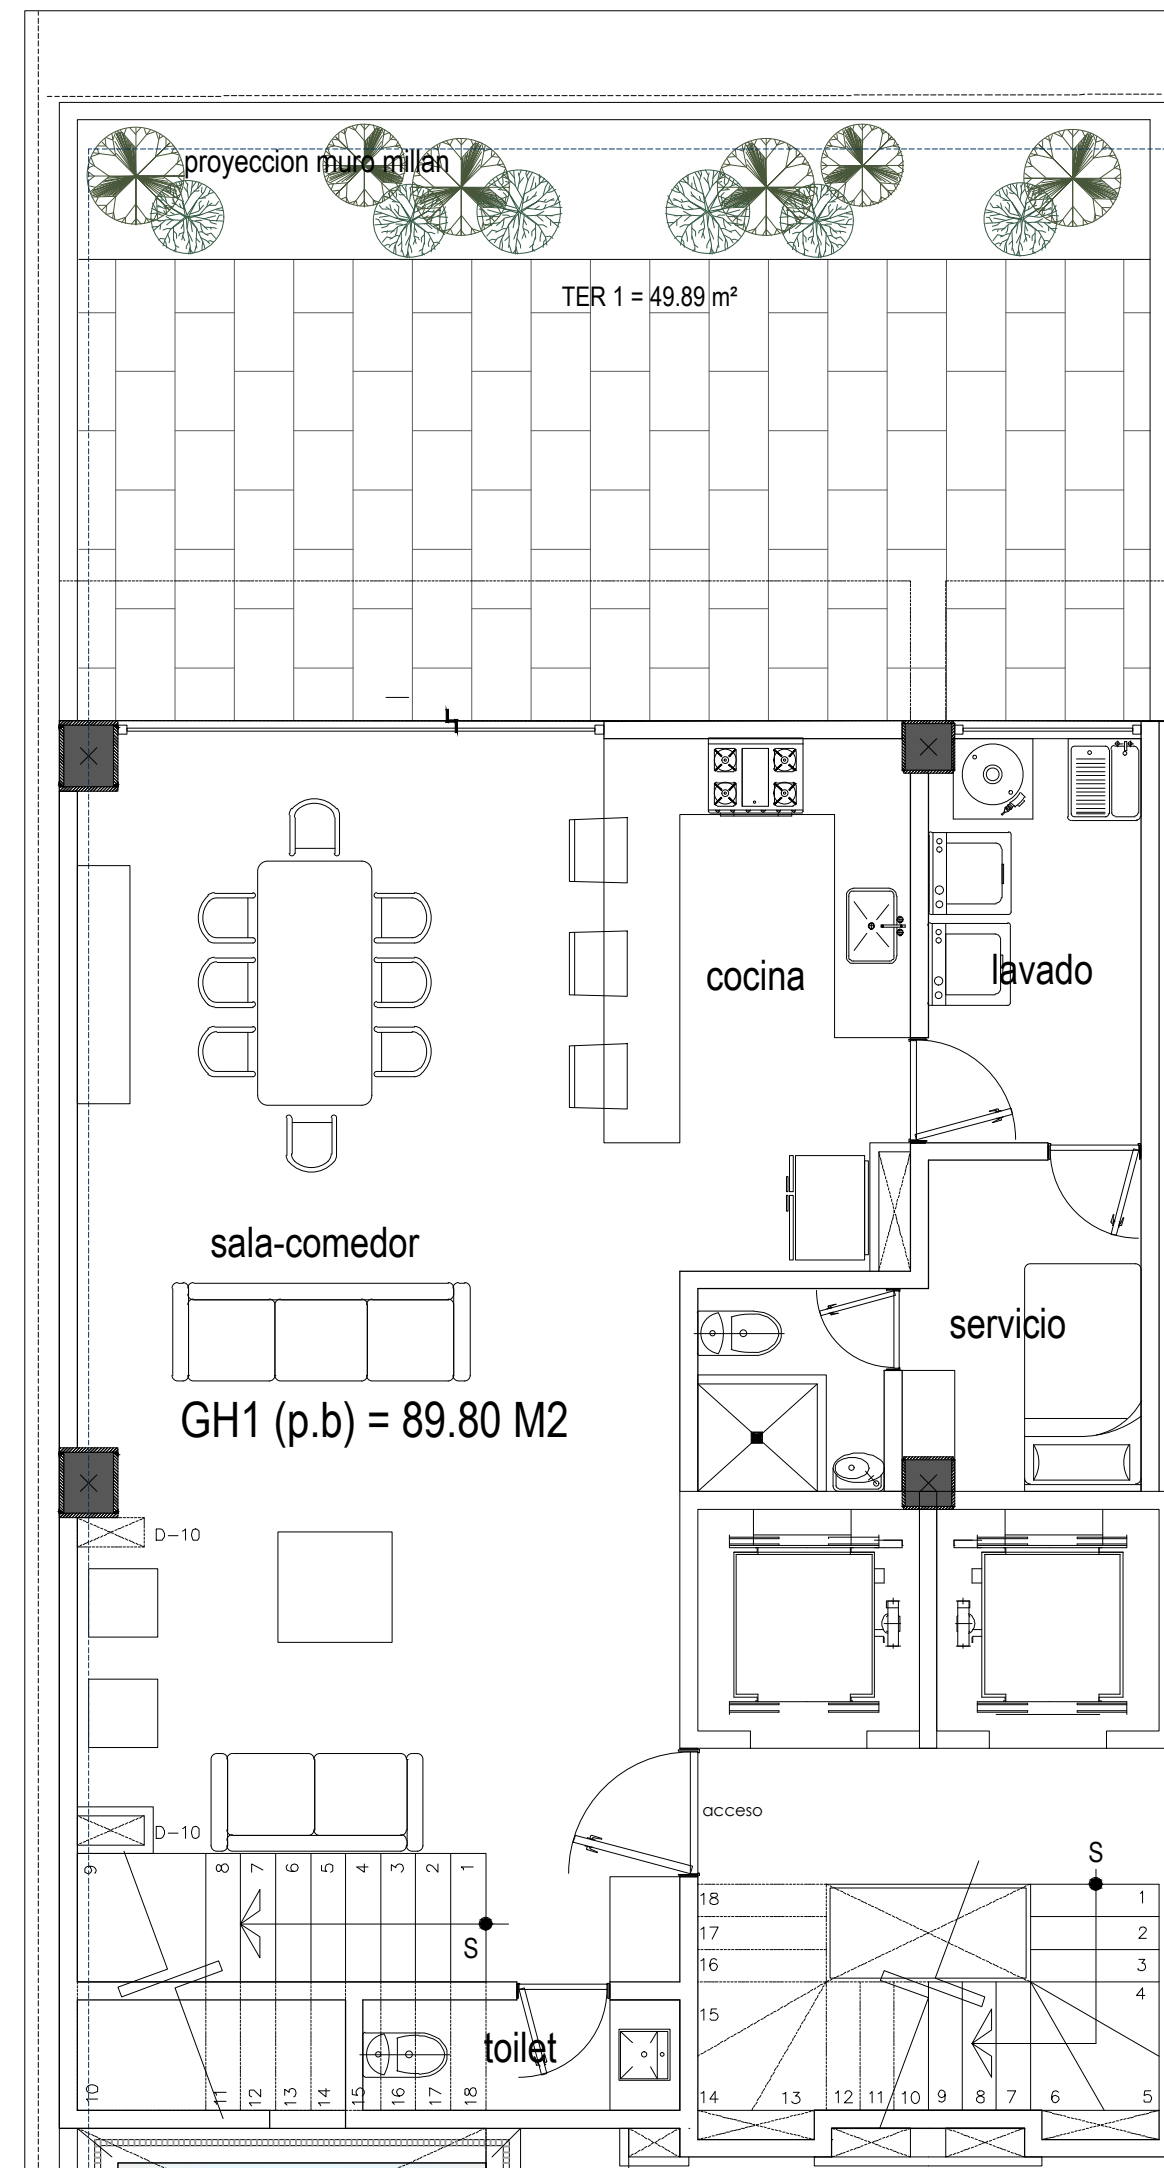 proyeccion muro millan
TER 1 = 49.89 m²
cocina
lavado
sala-comedor
servicio
GH1 (p.b) = 89.80 M2
D-10
acceso
D-10
S
9 8 7 6 5 4 3 2 1
18 1
17 2
S
16 3
4
15
toilet
10 11 12 13 14 15 16 17 18
14 13 12 11 10 9 8 7 6 5